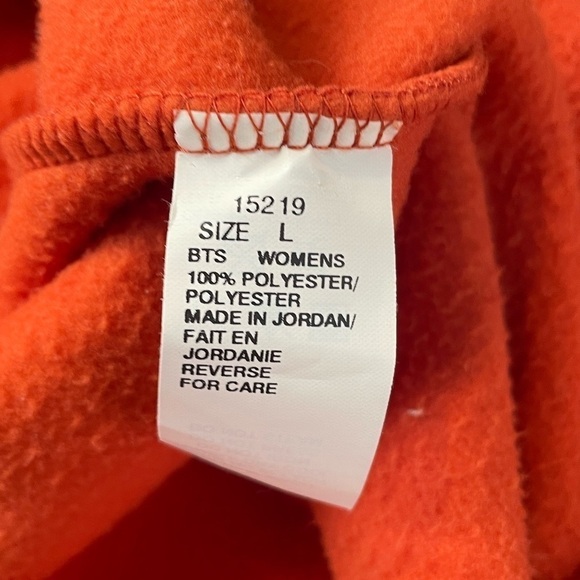 15219
SIZE L
BTS WOMENS
100% POLYESTER/
POLYESTER
MADE IN JORDAN/
FAIT EN
JORDANIE
REVERSE
FOR CARE